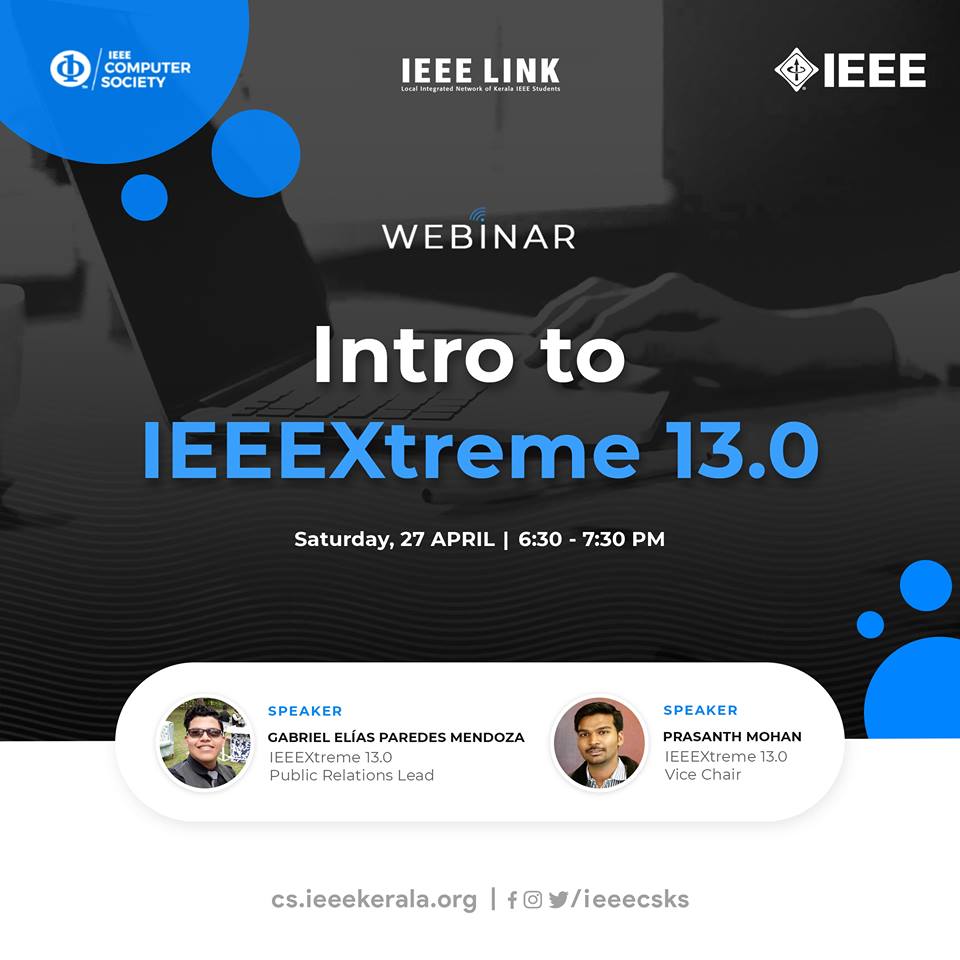 IEEE
COMPUTER
SOCIETY
IEEE LINK
Local Integrated Network of Kerala IEEE Students
IEEE
WEBINAR
Intro to
IEEEXtreme 13.0
Saturday, 27 APRIL | 6:30 - 7:30 PM
SPEAKER
GABRIEL ELÍAS PAREDES MENDOZA
IEEEXtreme 13.0
Public Relations Lead
SPEAKER
PRASANTH MOHAN
IEEEXtreme 13.0
Vice Chair
cs.ieeekerala.org | /ieeecsks